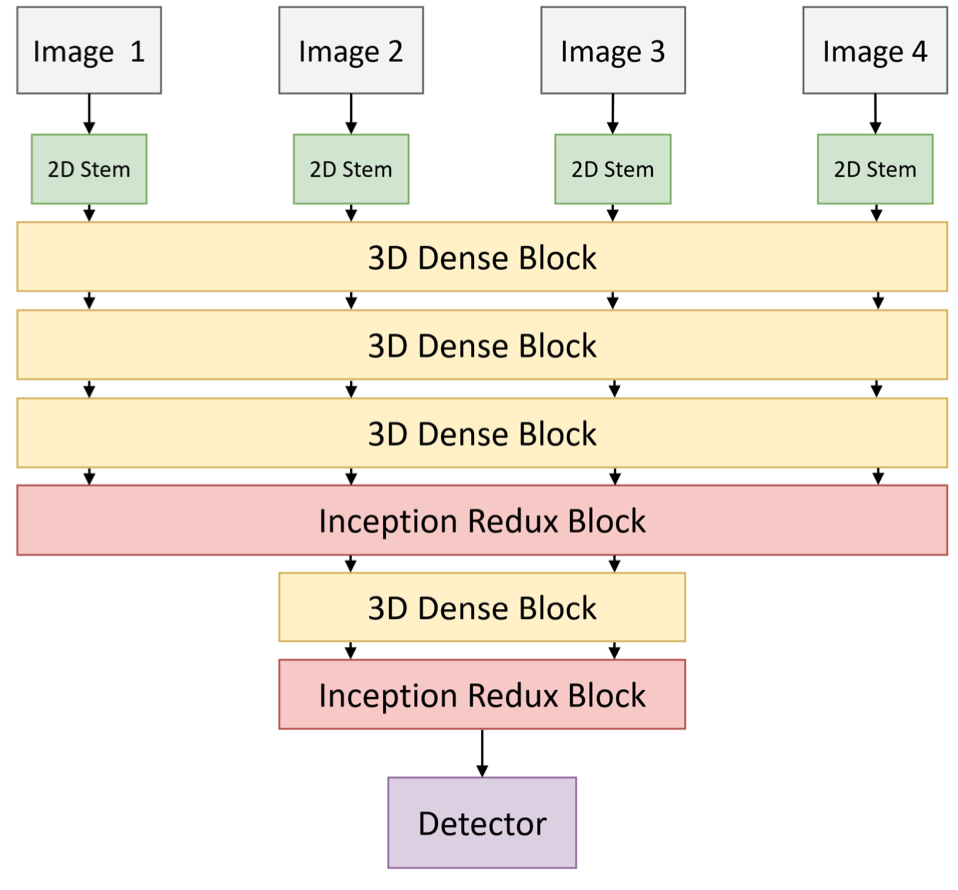 Image 1
Image 2
Image 3
Image 4
2D Stem
2D Stem
2D Stem
2D Stem
3D Dense Block
3D Dense Block
3D Dense Block
Inception Redux Block
3D Dense Block
Inception Redux Block
Detector